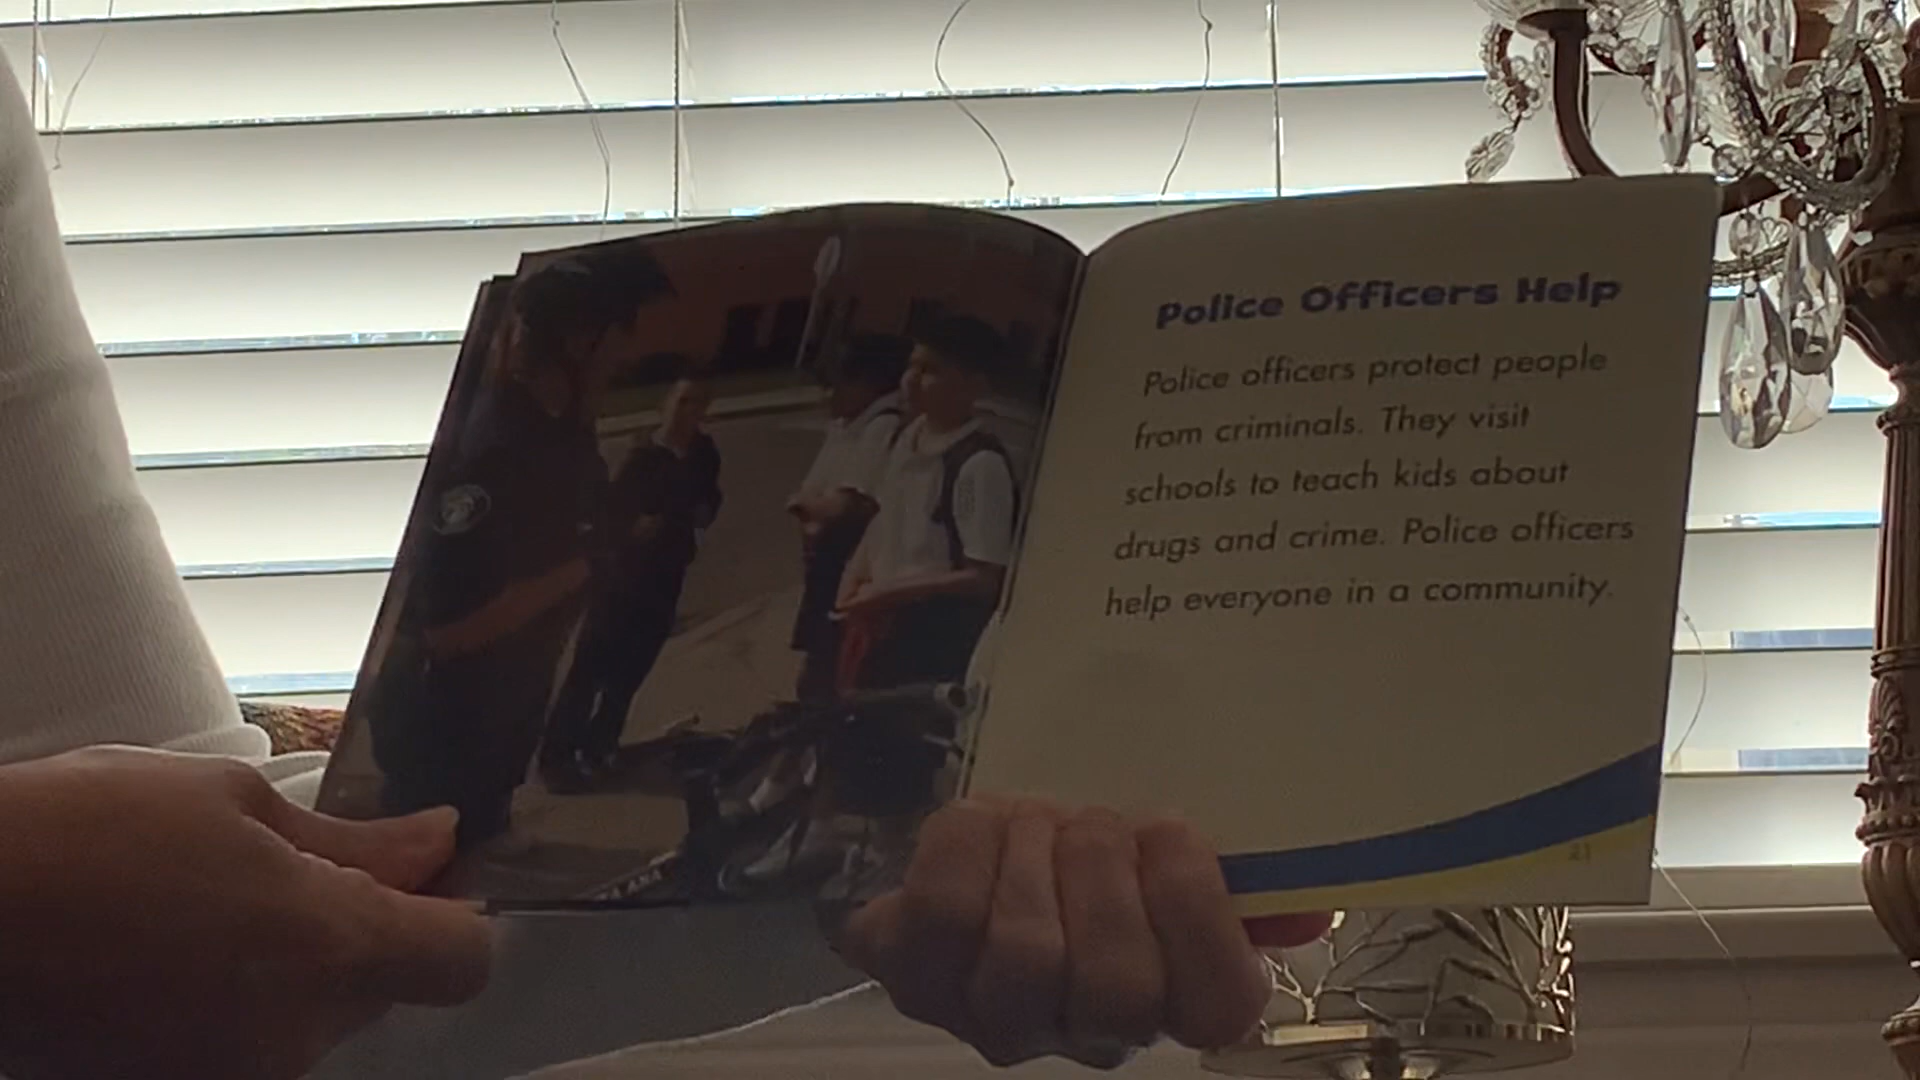 Police Officers Help
Police officers protect people
from criminals. They visit
schools to teach kids about
drugs and crime. Police officers
help everyone in a community.
21